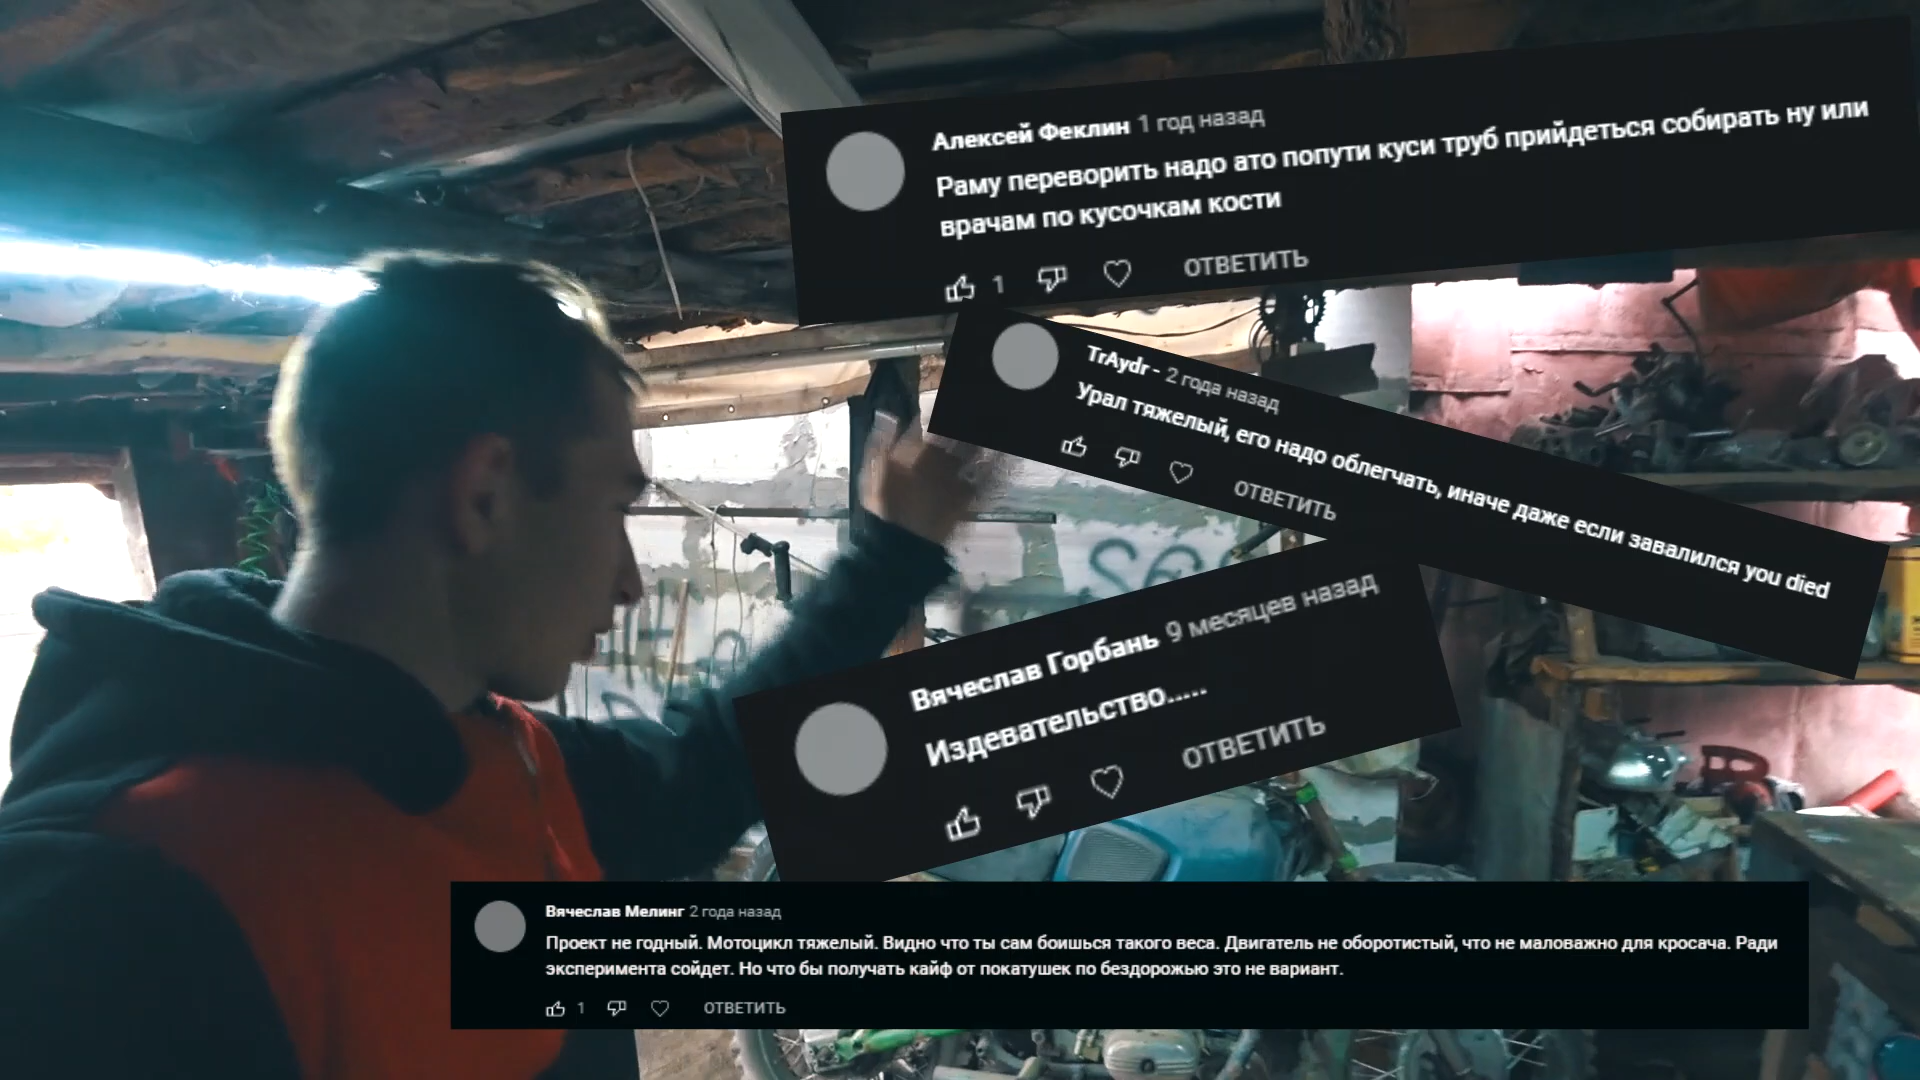 Алексей Феклин 1 год назад
Раму переворить надо ато попути куси труб прийдеться собирать ну или
врачам по кусочкам кости
1 ОТВЕТИТЬ
TrAydr - 2 года назад
Урал тяжелый, его надо облегчать, иначе даже если завалился you died
ОТВЕТИТЬ
Вячеслав Горбань 9 месяцев назад
Издевательство.....
ОТВЕТИТЬ
Вячеслав Мелинг 2 года назад
Проект не годный. Мотоцикл тяжелый. Видно что ты сам боишься такого веса. Двигатель не оборотистый, что не маловажно для кросача. Ради
эксперимента сойдет. Но что бы получать кайф от покатушек по бездорожью это не вариант.
1 ОТВЕТИТЬ